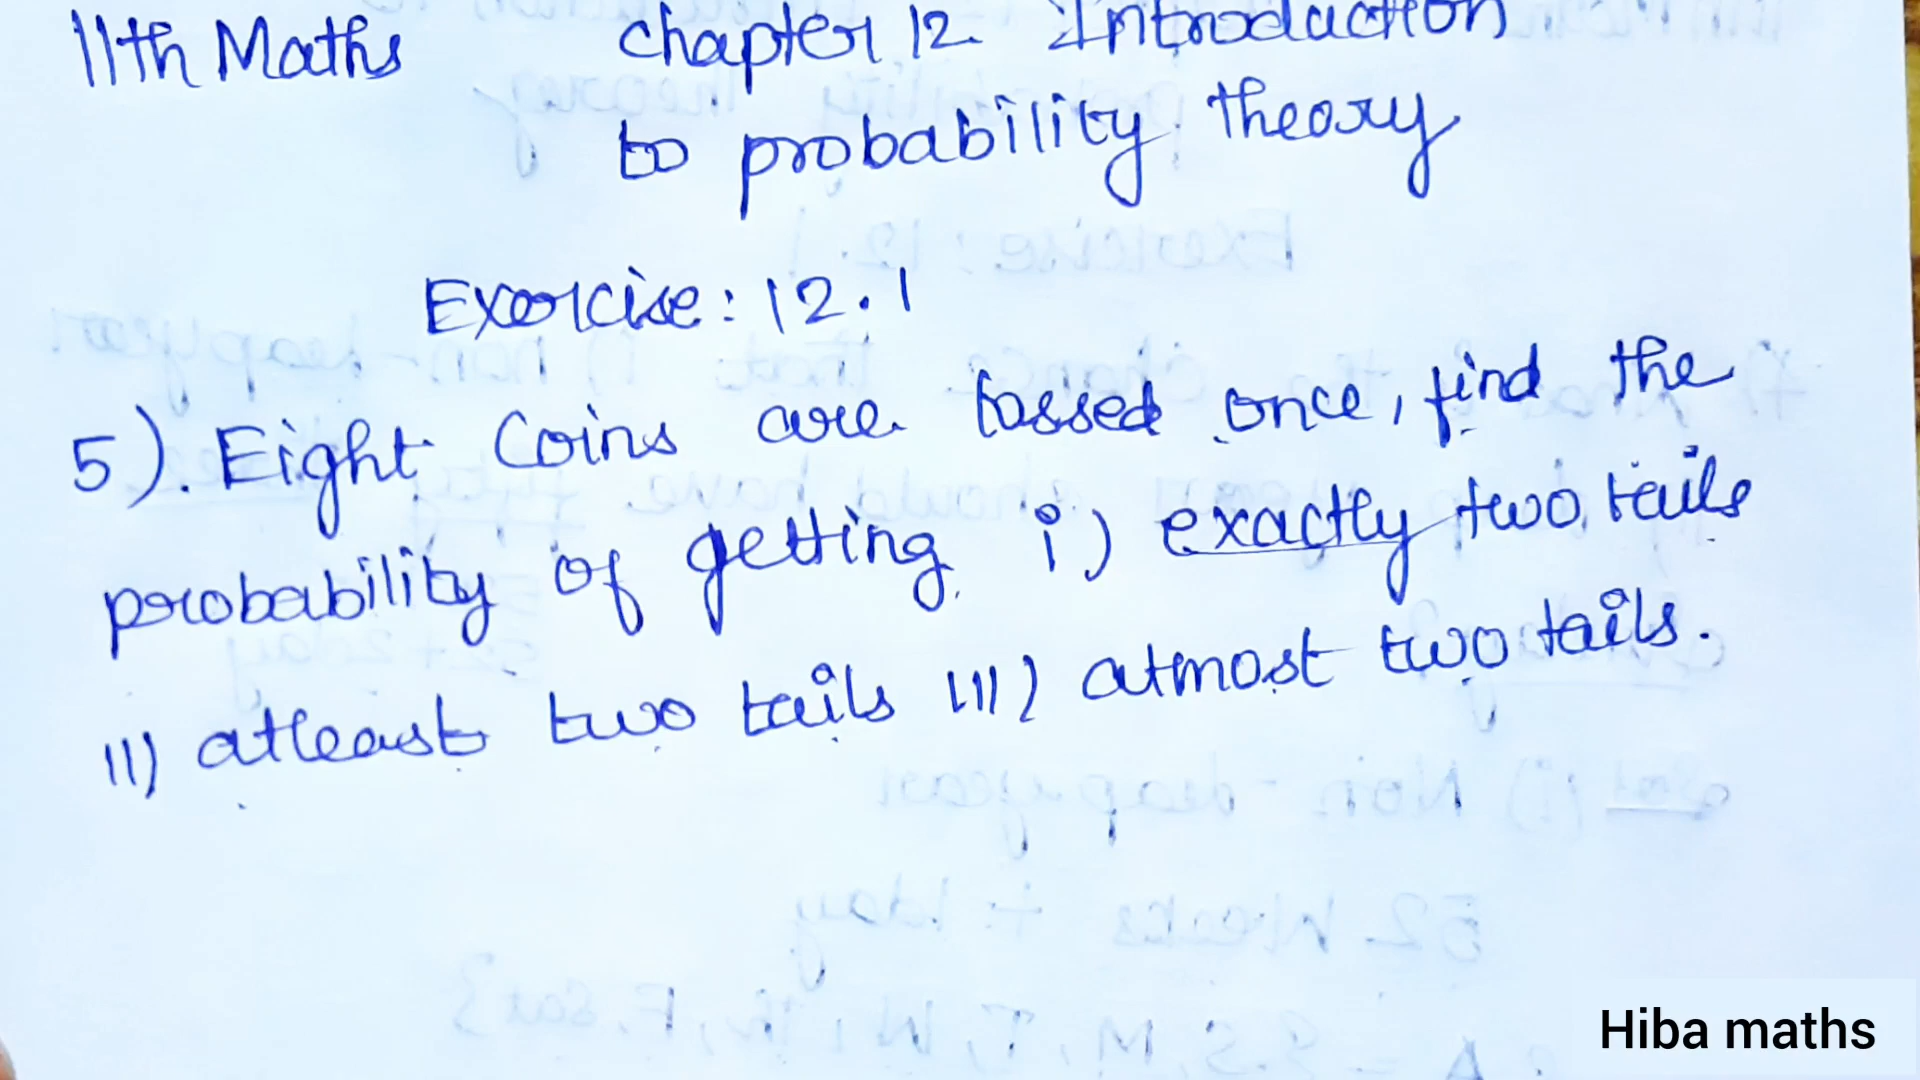 11th Maths chapter 12. Introduction
to probability theory
Exercise: 12.1
5). Eight Coins are tossed once, find the
probability of getting i) exactly two tails
ii) atleast two tails iii) atmost two tails.
Hiba maths